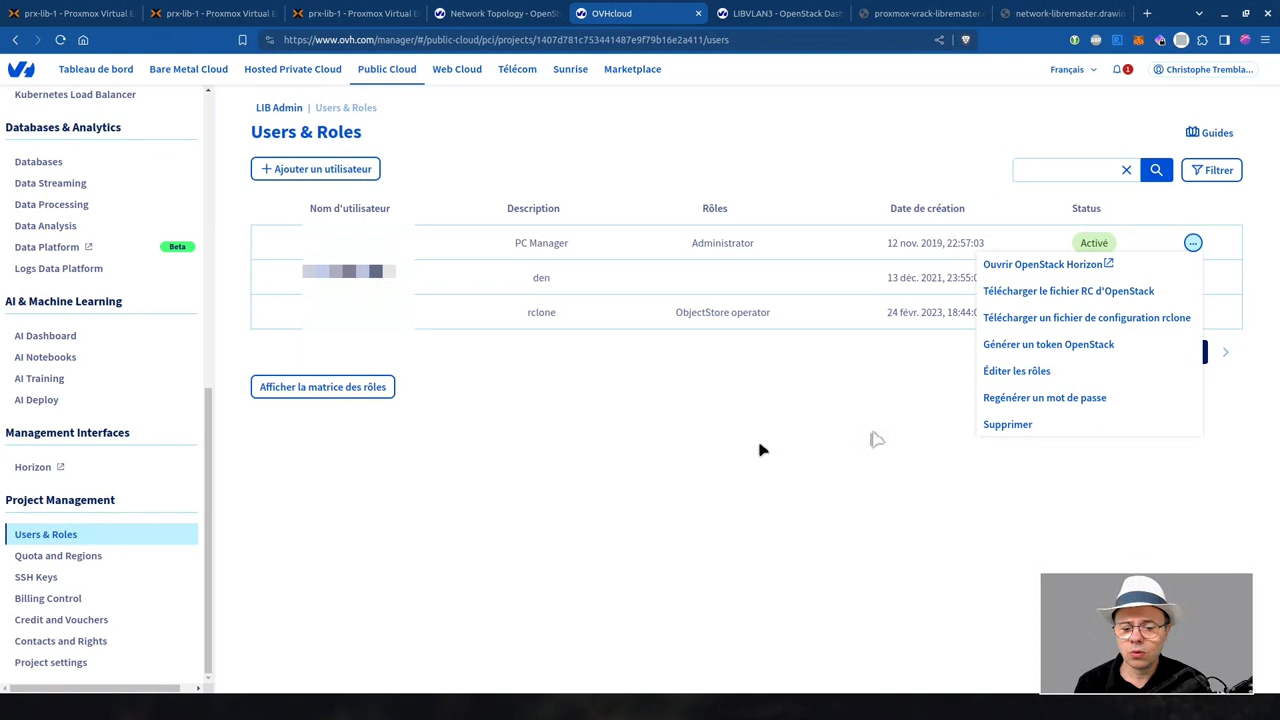 prx-lib-1 - Proxmox Virtual E
prx-lib-1 - Proxmox Virtual E
prx-lib-1 - Proxmox Virtual E
Network Topology - OpenSt
OVHcloud
LIBVLAN3 - OpenStack Das
proxmox-vrack-libremaster.
network-libremaster.drawio
https://www.ovh.com/manager/#/public-cloud/pci/projects/1407d781c753441487e9f79b16e2a411/users
Tableau de bord
Bare Metal Cloud
Hosted Private Cloud
Public Cloud
Web Cloud
Télécom
Sunrise
Marketplace
Français
1
Christophe Trembla...
Kubernetes Load Balancer
Databases & Analytics
Databases
Data Streaming
Data Processing
Data Analysis
Data Platform
Beta
Logs Data Platform
AI & Machine Learning
AI Dashboard
AI Notebooks
AI Training
AI Deploy
Management Interfaces
Horizon
Project Management
Users & Roles
Quota and Regions
SSH Keys
Billing Control
Credit and Vouchers
Contacts and Rights
Project settings
LIB Admin | Users & Roles
Users & Roles
Guides
+ Ajouter un utilisateur
Filtrer
Nom d'utilisateur
Description
Rôles
Date de création
Status
PC Manager
Administrator
12 nov. 2019, 22:57:03
Activé
...
den
13 déc. 2021, 23:55:0
rclone
ObjectStore operator
24 févr. 2023, 18:44:0
Ouvrir OpenStack Horizon
Télécharger le fichier RC d'OpenStack
Télécharger un fichier de configuration rclone
Générer un token OpenStack
Éditer les rôles
Regénérer un mot de passe
Supprimer
Afficher la matrice des rôles